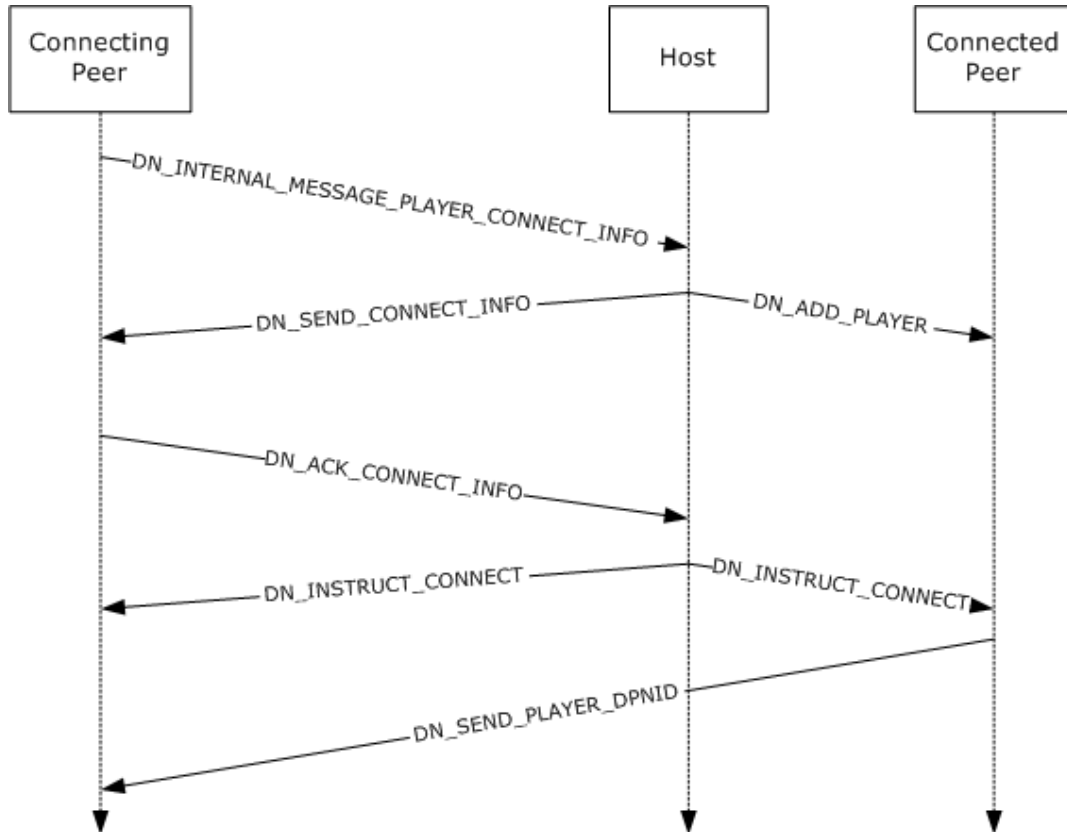 Connecting
Peer
Host
Connected
Peer
DN_INTERNAL_MESSAGE_PLAYER_CONNECT_INFO
DN_SEND_CONNECT_INFO
DN_ADD_PLAYER
DN_ACK_CONNECT_INFO
DN_INSTRUCT_CONNECT
DN_INSTRUCT_CONNECT
DN_SEND_PLAYER_DPNID